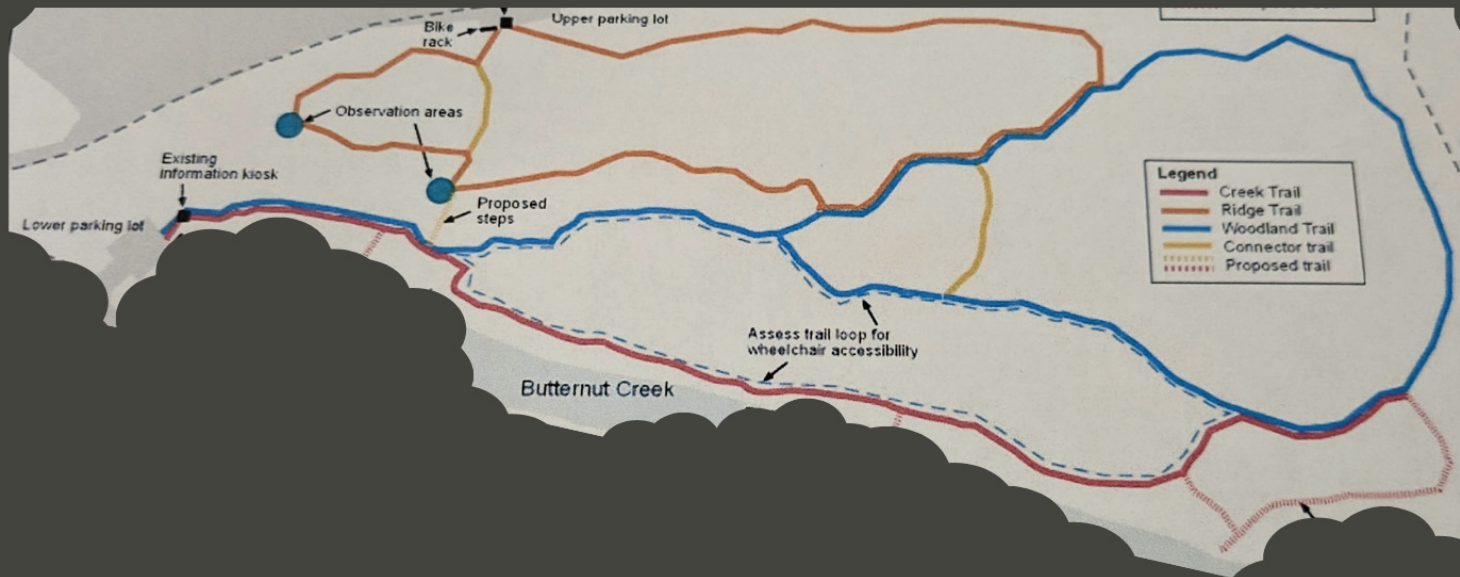 Upper parking lot
Bike
rack
Observation areas
Existing
information kiosk
Proposed
steps
Lower parking lot
Legend
Creek Trail
Ridge Trail
Woodland Trail
Connector trail
Proposed trail
Assess trail loop for
wheelchair accessibility
Butternut Creek